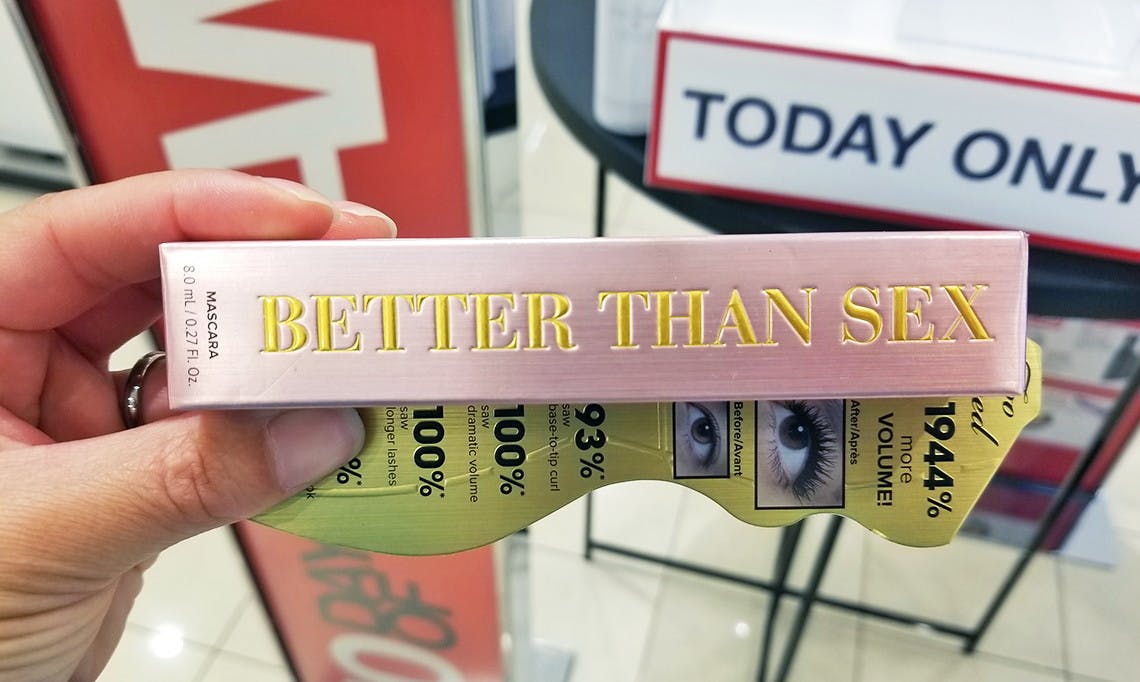 TODAY ONLY
BETTER THAN SEX
MASCARA
8.0 mL / 0.27 Fl. Oz.
1944%
more
VOLUME!
After/Après
Before/Avant
93%*
saw
base-to-tip curl
100%*
saw
dramatic volume
100%*
saw
longer lashes
%*